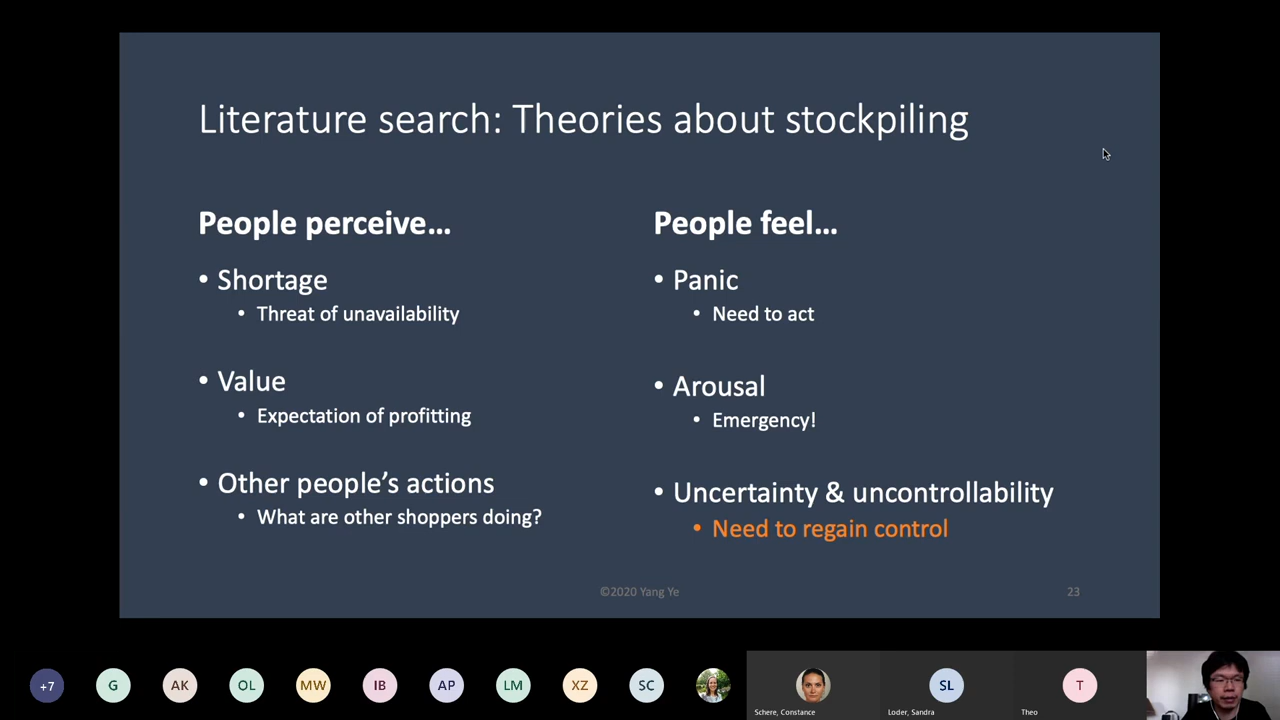 Literature search: Theories about stockpiling
People perceive…
• Shortage
• Threat of unavailability
• Value
• Expectation of profitting
• Other people’s actions
• What are other shoppers doing?
People feel…
• Panic
• Need to act
• Arousal
• Emergency!
• Uncertainty & uncontrollability
• Need to regain control
©2020 Yang Ye
23
+7
G
AK
OL
MW
IB
AP
LM
XZ
SC
Schere, Constance
SL
Loder, Sandra
T
Theo